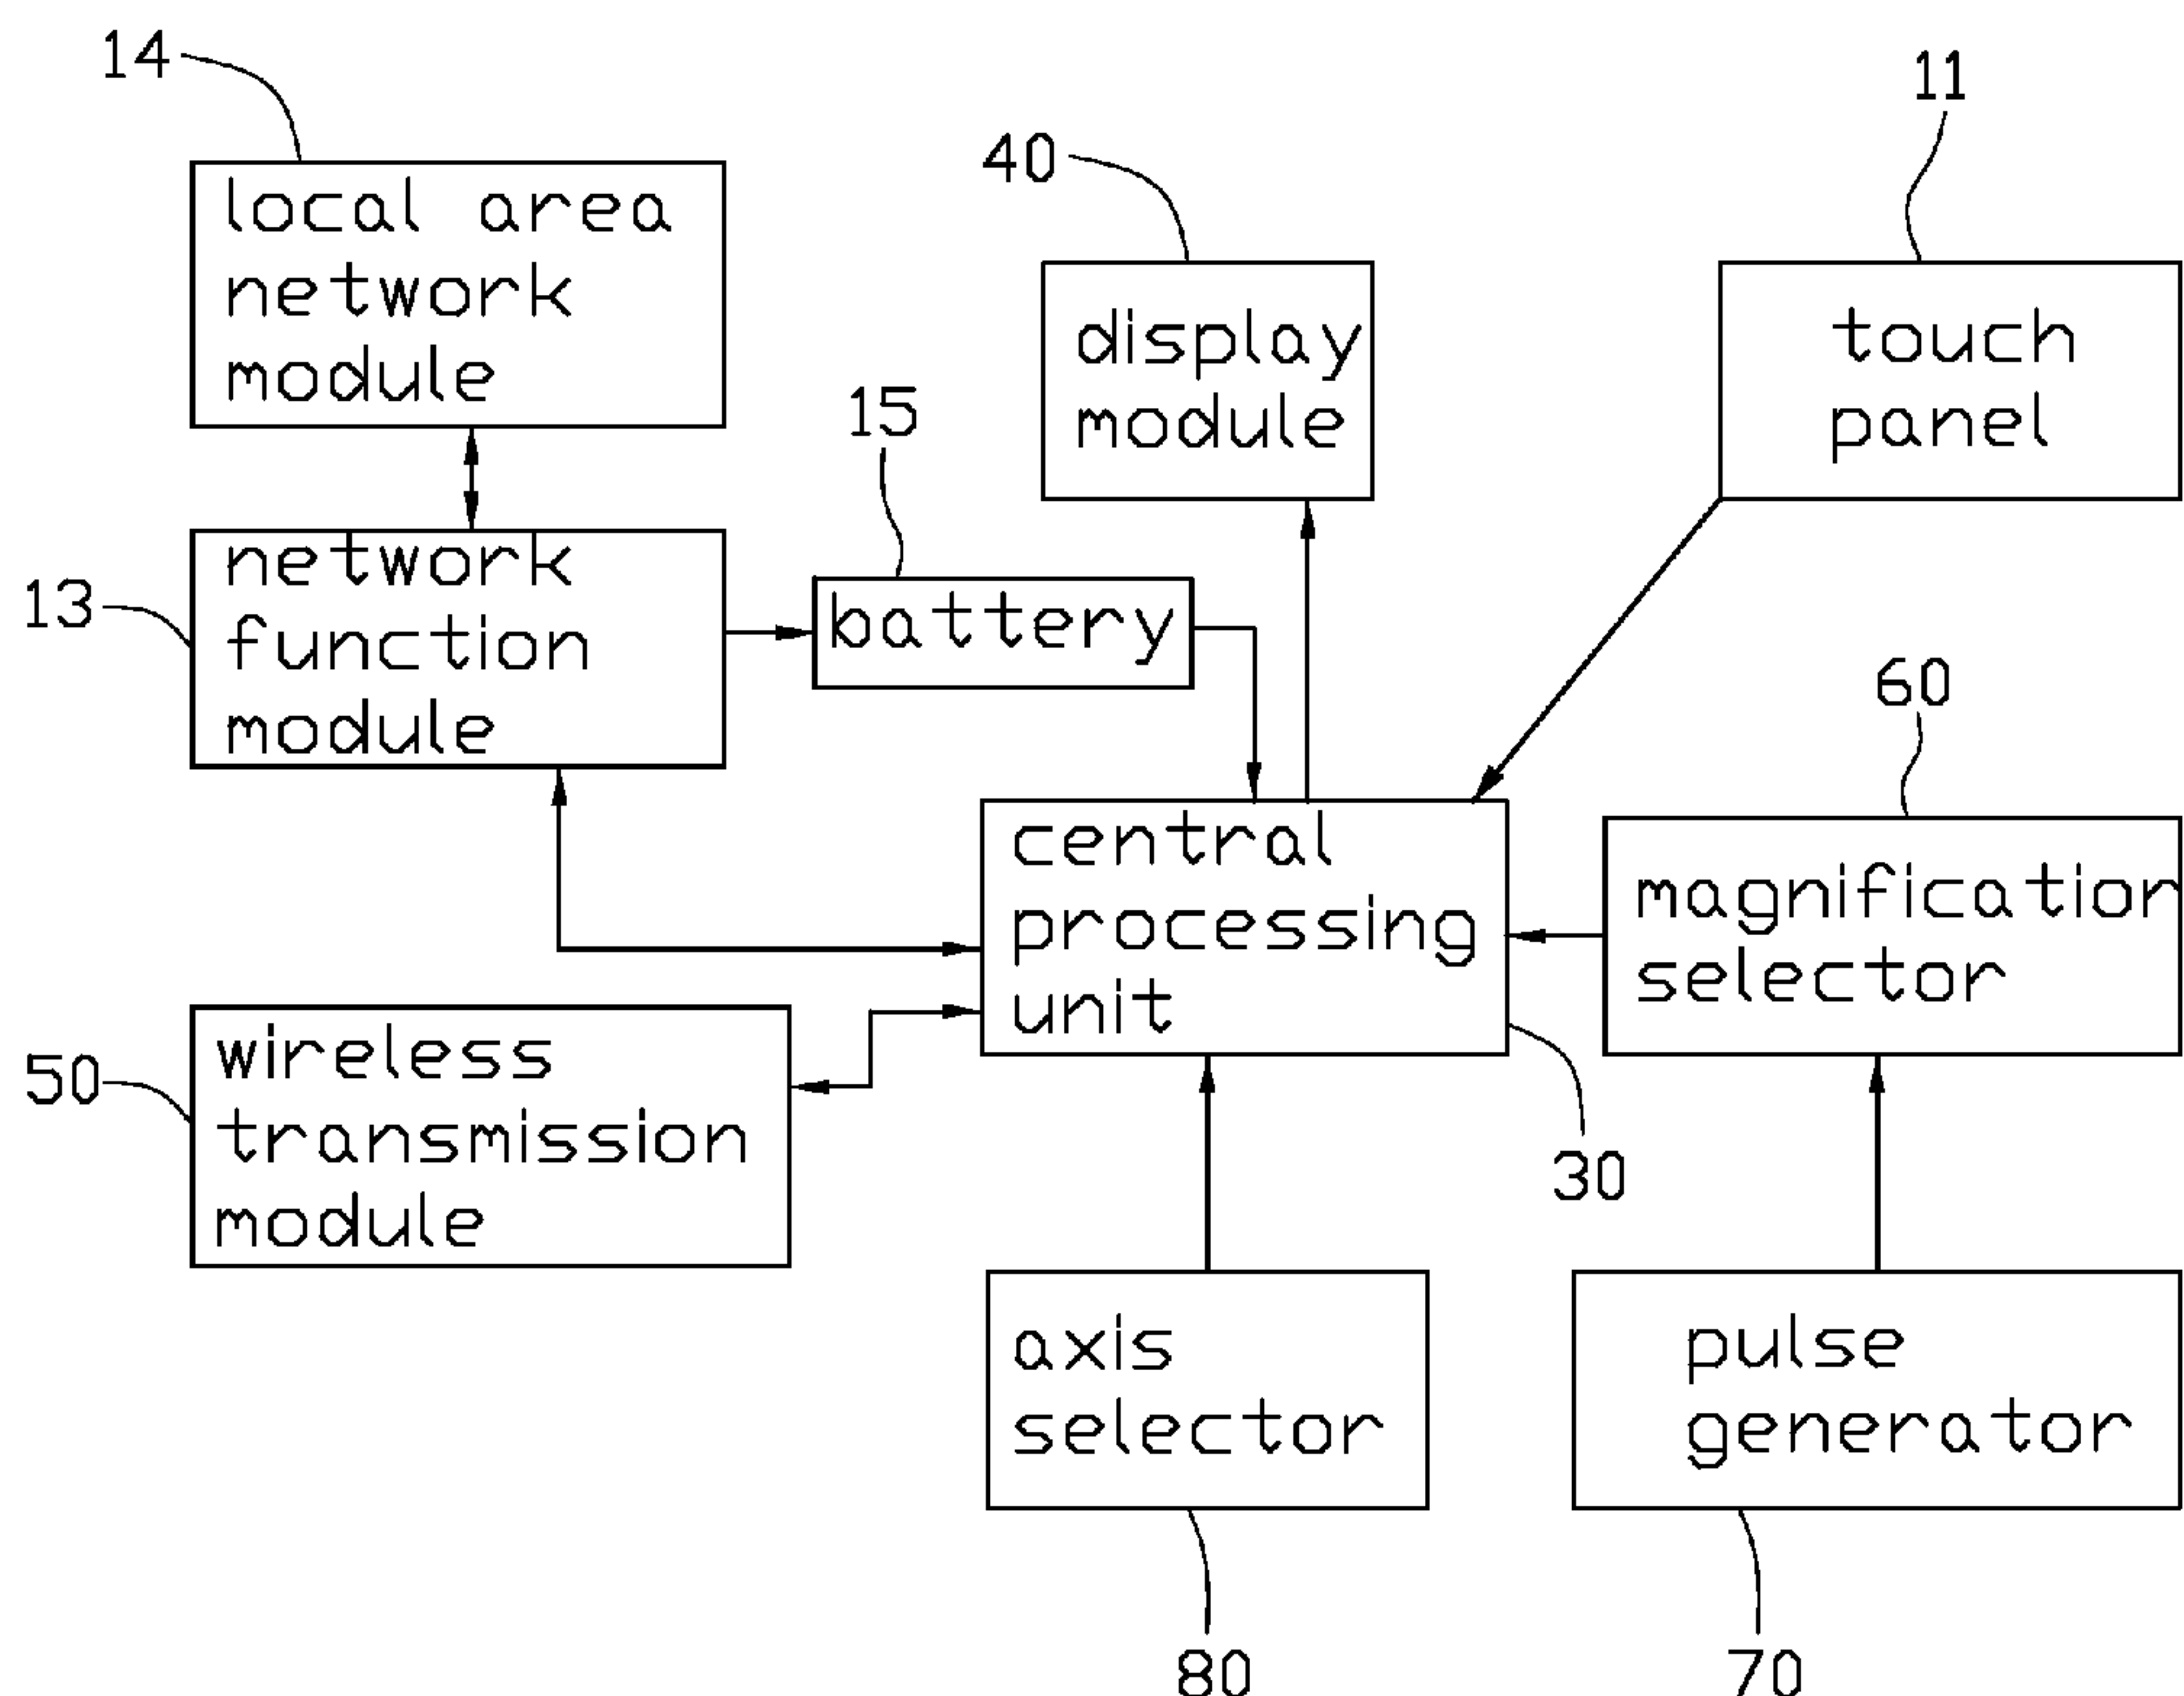 14
local area
network
module
40
display
module
11
touch
panel
15
battery
13
network
function
module
60
magnification
selector
central
processing
unit
30
50
wireless
transmission
module
axis
selector
80
pulse
generator
70